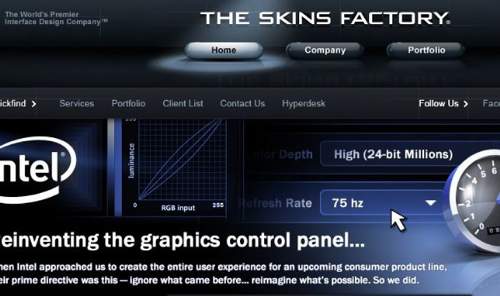 The World's Premier
Interface Design Company™
THE SKINS FACTORY®
Home
Company
Portfolio
ickfind >
Services
Portfolio
Client List
Contact Us
Hyperdesk
Follow Us >
Face
255
luminance
RGB input
255
ntel
or Depth
High (24-bit Millions)
Refresh Rate
75 hz
einventing the graphics control panel...
hen Intel approached us to create the entire user experience for an upcoming consumer product line,
eir prime directive was this — ignore what came before... reimagine what's possible. So we did.